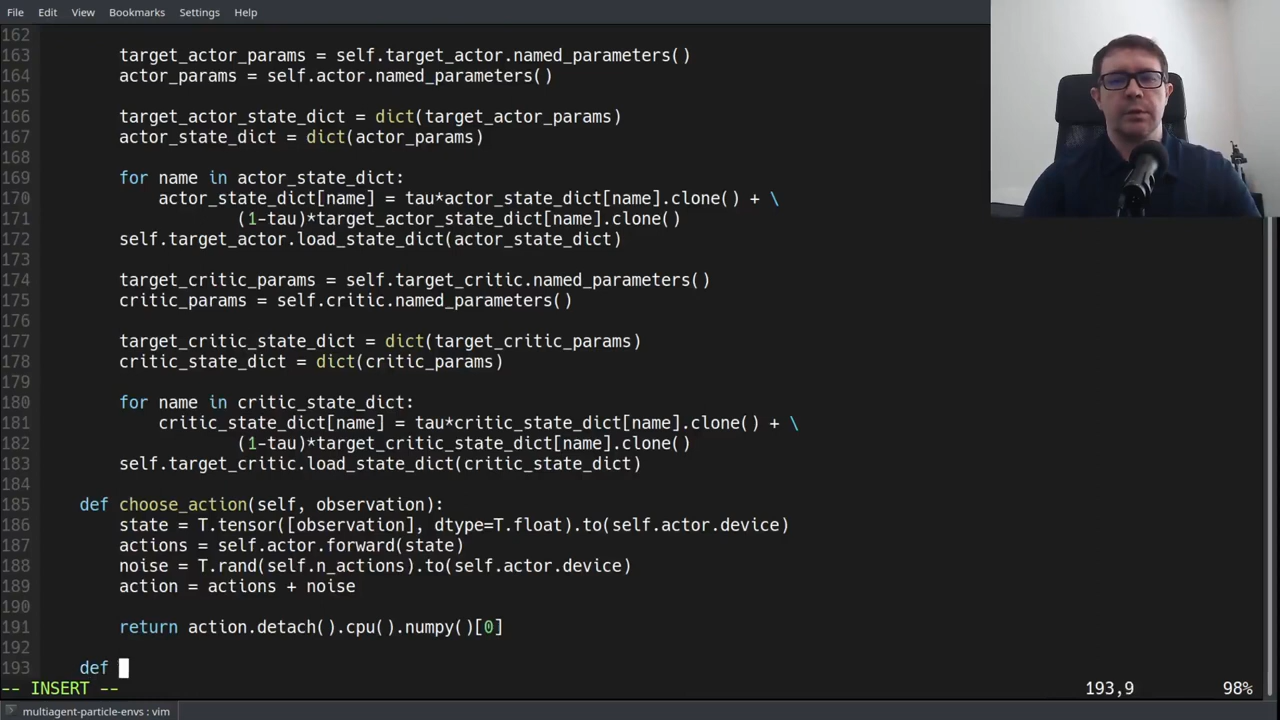 File Edit View Bookmarks Settings Help
162
163 target_actor_params = self.target_actor.named_parameters()
164 actor_params = self.actor.named_parameters()
165
166 target_actor_state_dict = dict(target_actor_params)
167 actor_state_dict = dict(actor_params)
168
169 for name in actor_state_dict:
170 actor_state_dict[name] = tau*actor_state_dict[name].clone() + \
171 (1-tau)*target_actor_state_dict[name].clone()
172 self.target_actor.load_state_dict(actor_state_dict)
173
174 target_critic_params = self.target_critic.named_parameters()
175 critic_params = self.critic.named_parameters()
176
177 target_critic_state_dict = dict(target_critic_params)
178 critic_state_dict = dict(critic_params)
179
180 for name in critic_state_dict:
181 critic_state_dict[name] = tau*critic_state_dict[name].clone() + \
182 (1-tau)*target_critic_state_dict[name].clone()
183 self.target_critic.load_state_dict(critic_state_dict)
184
185 def choose_action(self, observation):
186 state = T.tensor([observation], dtype=T.float).to(self.actor.device)
187 actions = self.actor.forward(state)
188 noise = T.rand(self.n_actions).to(self.actor.device)
189 action = actions + noise
190
191 return action.detach().cpu().numpy()[0]
192
193 def
-- INSERT -- 193,9 98%
multiagent-particle-envs : vim